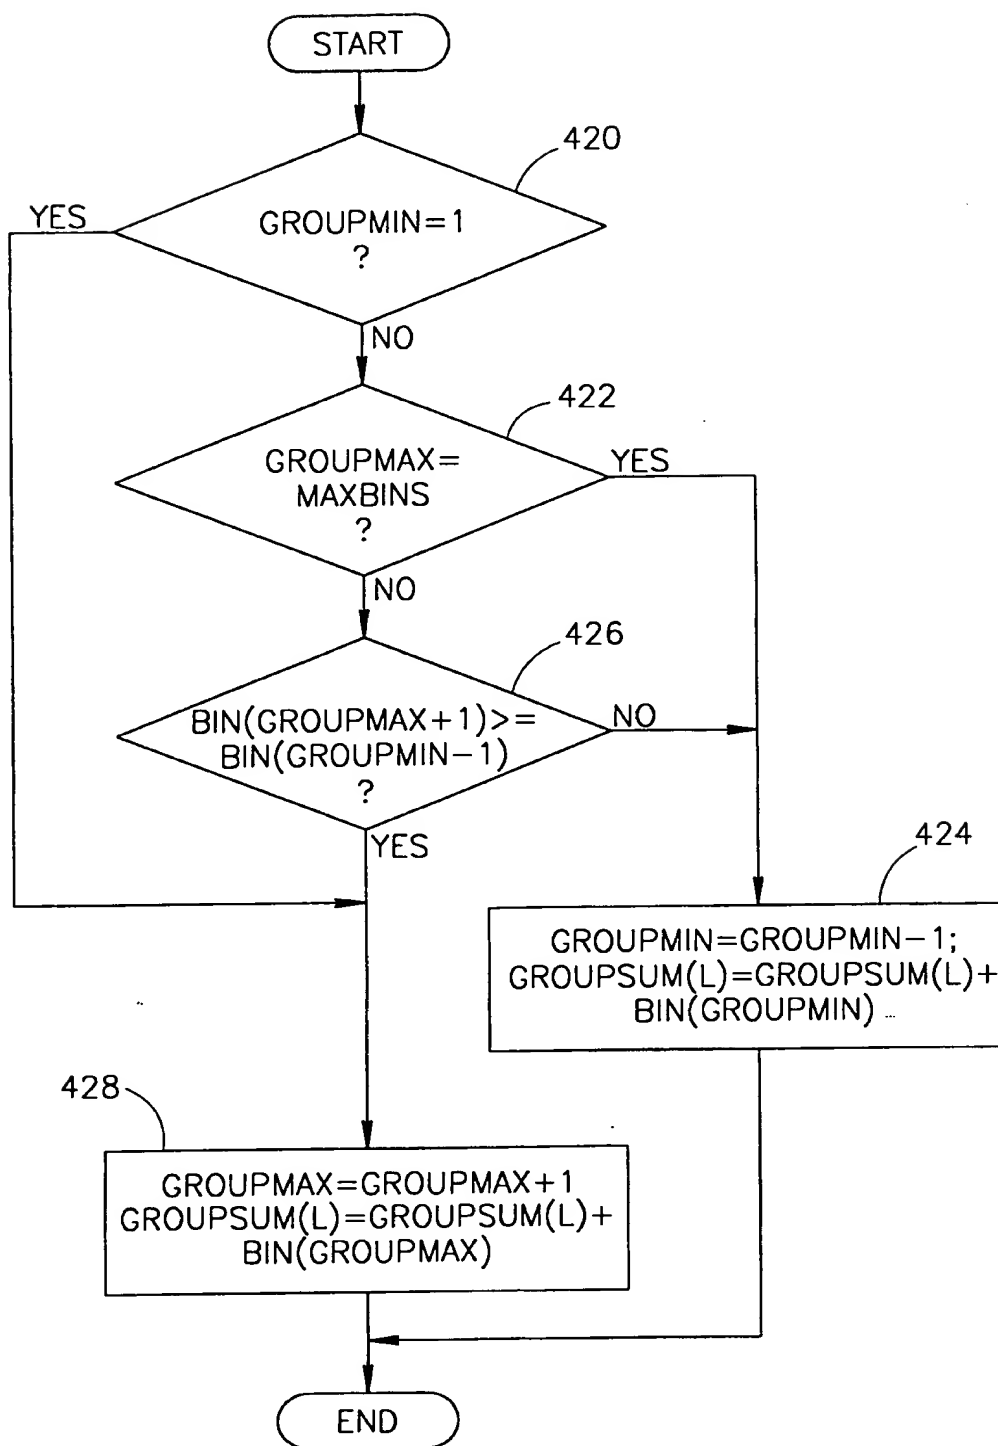 START
420
YES
GROUPMIN=1
?
NO
422
GROUPMAX=
MAXBINS
?
YES
NO
426
BIN(GROUPMAX+1)>=
BIN(GROUPMIN-1)
?
NO
YES
424
GROUPMIN=GROUPMIN-1;
GROUPSUM(L)=GROUPSUM(L)+
BIN(GROUPMIN)
428
GROUPMAX=GROUPMAX+1
GROUPSUM(L)=GROUPSUM(L)+
BIN(GROUPMAX)
END